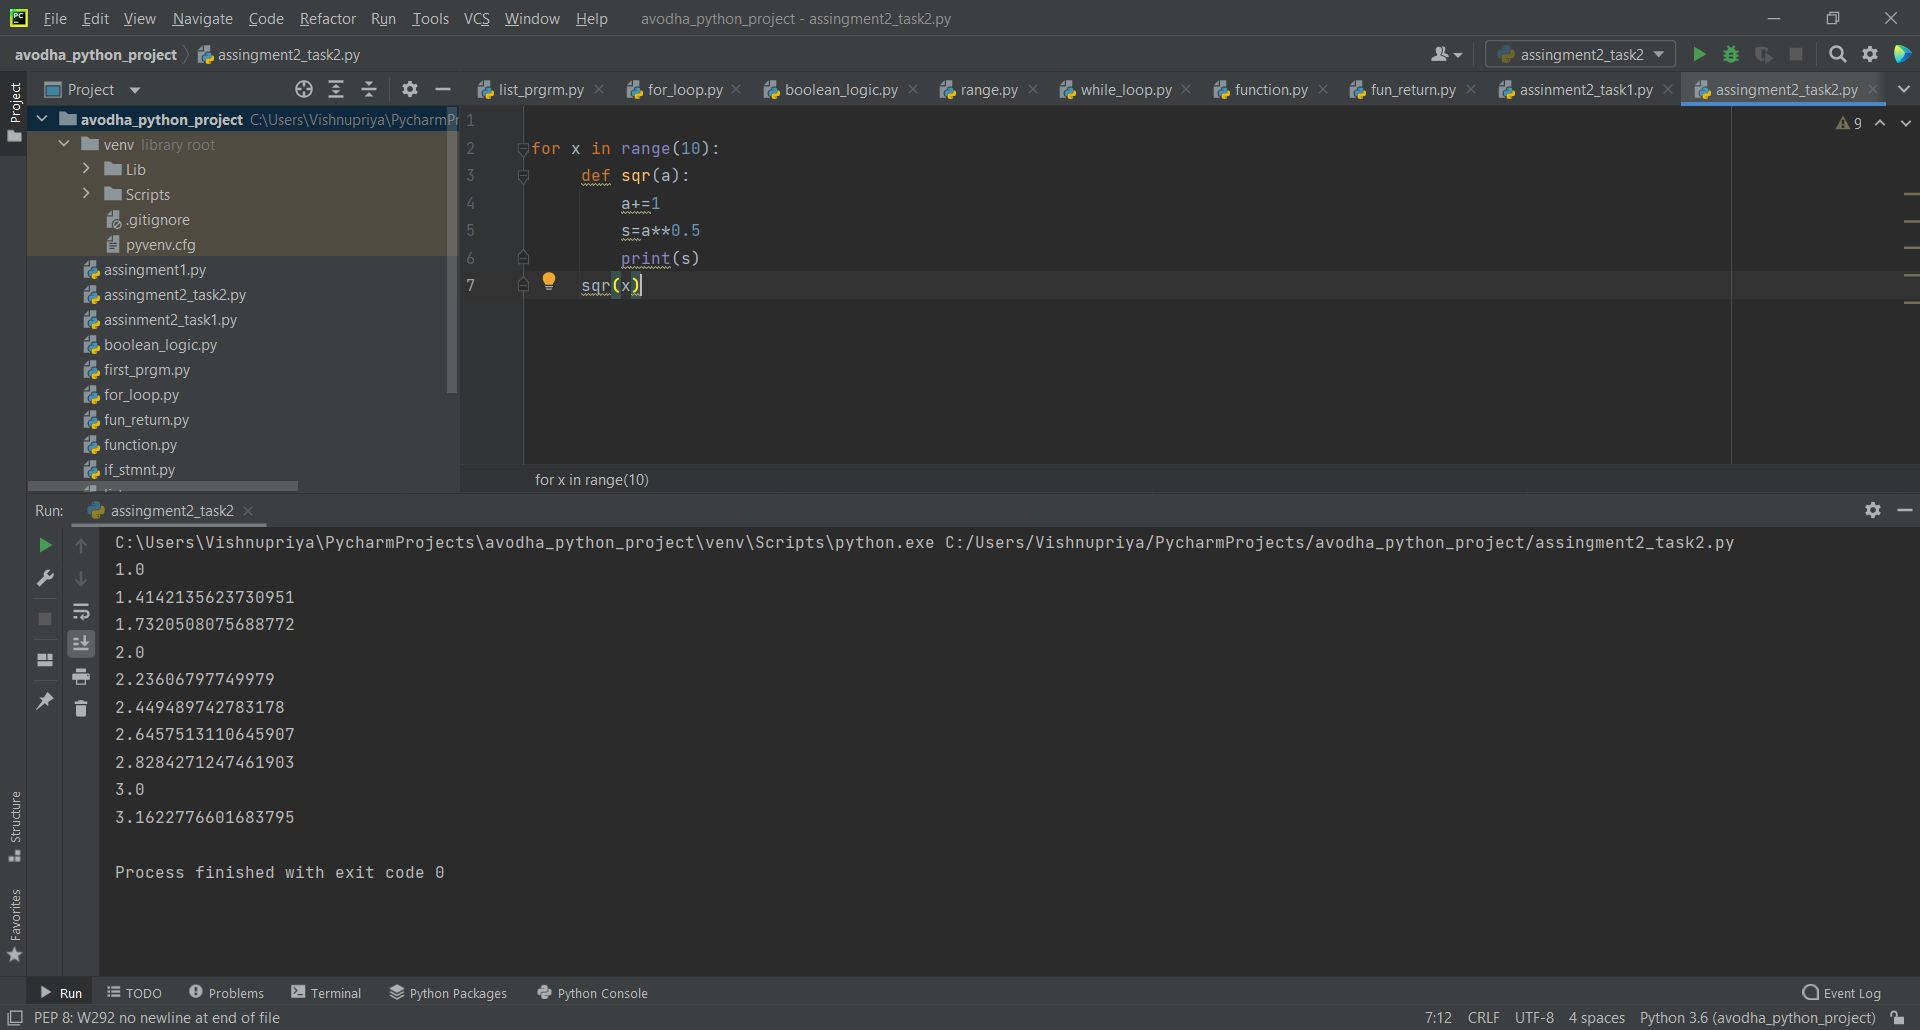 PC File Edit View Navigate Code Refactor Run Tools VCS Window Help avodha_python_project - assingment2_task2.py
avodha_python_project assingment2_task2.py assingment2_task2
Project
Project list_prgrm.py for_loop.py boolean_logic.py range.py while_loop.py function.py fun_return.py assinment2_task1.py assingment2_task2.py
avodha_python_project C:\Users\Vishnupriya\PycharmPr
venv library root
Lib
Scripts
.gitignore
pyvenv.cfg
assingment1.py
assingment2_task2.py
assinment2_task1.py
boolean_logic.py
first_prgm.py
for_loop.py
fun_return.py
function.py
if_stmnt.py
1
9
2 for x in range(10):
3 def sqr(a):
4 a+=1
5 s=a**0.5
6 print(s)
7 sqr(x)
for x in range(10)
Run: assingment2_task2
C:\Users\Vishnupriya\PycharmProjects\avodha_python_project\venv\Scripts\python.exe C:/Users/Vishnupriya/PycharmProjects/avodha_python_project/assingment2_task2.py
1.0
1.4142135623730951
1.7320508075688772
2.0
2.23606797749979
2.449489742783178
2.6457513110645907
2.8284271247461903
3.0
3.1622776601683795
Process finished with exit code 0
Structure
Favorites
Run TODO Problems Terminal Python Packages Python Console Event Log
PEP 8: W292 no newline at end of file 7:12 CRLF UTF-8 4 spaces Python 3.6 (avodha_python_project)